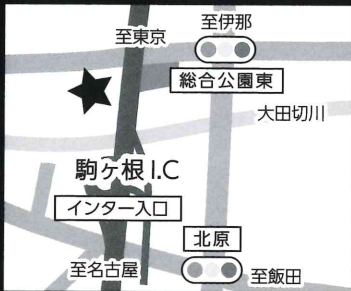 至伊那
至東京
総合公園東
大田切川
駒ヶ根I.C
インター入口
北原
至名古屋
至飯田